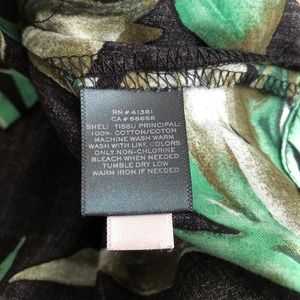 RN# 41381
CA# 56656
SHELL TISSU PRINCIPAL:
100% COTTON/COTON
MACHINE WASH WARM
WASH WITH LIKE COLORS
ONLY NON-CHLORINE
BLEACH WHEN NEEDED
TUMBLE DRY LOW
WARM IRON IF NEEDED